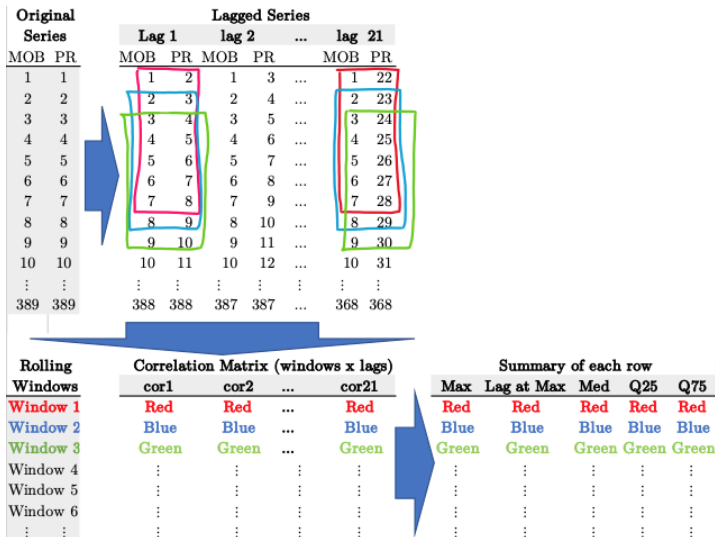 Original Lagged Series
Series Lag 1 lag 2 ... lag 21
MOB PR MOB PR MOB PR MOB PR
1 1 1 2 1 3 ... 1 22
2 2 2 3 2 4 ... 2 23
3 3 3 4 3 5 ... 3 24
4 4 4 5 4 6 ... 4 25
5 5 5 6 5 7 ... 5 26
6 6 6 7 6 8 ... 6 27
7 7 7 8 7 9 ... 7 28
8 8 8 9 8 10 ... 8 29
9 9 9 10 9 11 ... 9 30
10 10 10 11 10 12 ... 10 31
⋮ ⋮ ⋮ ⋮ ⋮ ⋮ ... ⋮ ⋮
389 389 388 388 387 387 ... 368 368
Rolling Correlation Matrix (windows x lags) Summary of each row
Windows cor1 cor2 ... cor21 Max Lag at Max Med Q25 Q75
Window 1 Red Red ... Red Red Red Red Red Red
Window 2 Blue Blue ... Blue Blue Blue Blue Blue Blue
Window 3 Green Green ... Green Green Green Green Green Green
Window 4 ⋮ ⋮ ⋮ ⋮ ⋮ ⋮ ⋮ ⋮ ⋮
Window 5
Window 6 ⋮ ⋮ ⋮ ⋮ ⋮ ⋮ ⋮ ⋮ ⋮
⋮ ⋮ ⋮ ⋮ ⋮ ⋮ ⋮ ⋮ ⋮ ⋮ ⋮